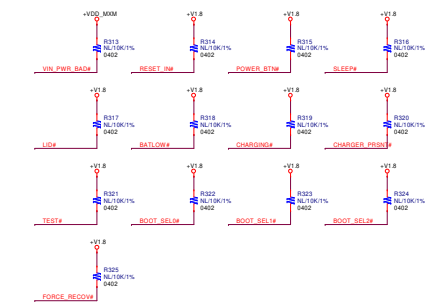 +VDD_MXM
R313
NL/10K/1%
0402
VIN_PWR_BAD#
+V1.8
R314
NL/10K/1%
0402
RESET_IN#
+V1.8
R315
NL/10K/1%
0402
POWER_BTN#
+V1.8
R316
NL/10K/1%
0402
SLEEP#
+V1.8
R317
NL/10K/1%
0402
LID#
+V1.8
R318
NL/10K/1%
0402
BATLOW#
+V1.8
R319
NL/10K/1%
0402
CHARGING#
+V1.8
R320
NL/10K/1%
0402
CHARGER_PRSNT#
+V1.8
R321
NL/10K/1%
0402
TEST#
+V1.8
R322
NL/10K/1%
0402
BOOT_SEL0#
+V1.8
R323
NL/10K/1%
0402
BOOT_SEL1#
+V1.8
R324
NL/10K/1%
0402
BOOT_SEL2#
+V1.8
R325
NL/10K/1%
0402
FORCE_RECOV#